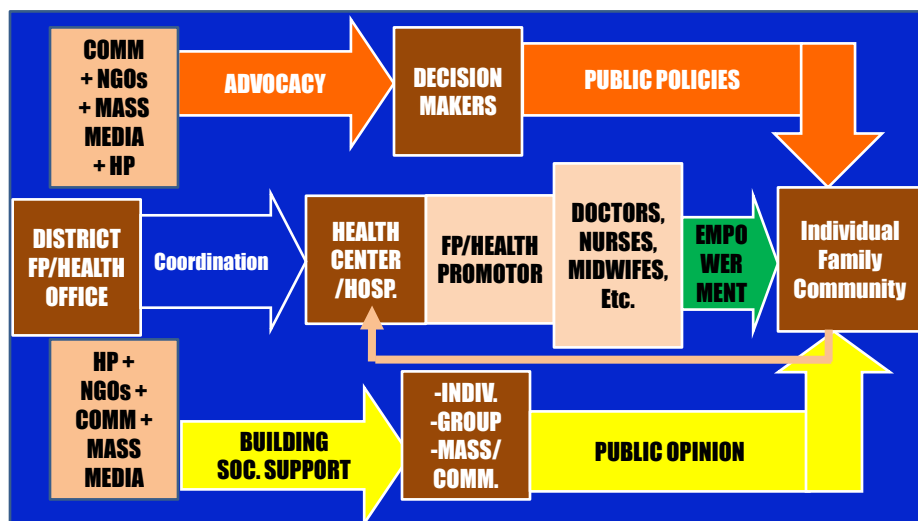 COMM
+ NGOs
+ MASS
MEDIA
+ HP
ADVOCACY
DECISION
MAKERS
PUBLIC POLICIES
DISTRICT
FP/HEALTH
OFFICE
Coordination
HEALTH
CENTER
/HOSP.
FP/HEALTH
PROMOTOR
DOCTORS,
NURSES,
MIDWIFES,
Etc.
EMPO
WER
MENT
Individual
Family
Community
HP +
NGOs +
COMM +
MASS
MEDIA
BUILDING
SOC. SUPPORT
-INDIV.
-GROUP
-MASS/
COMM.
PUBLIC OPINION